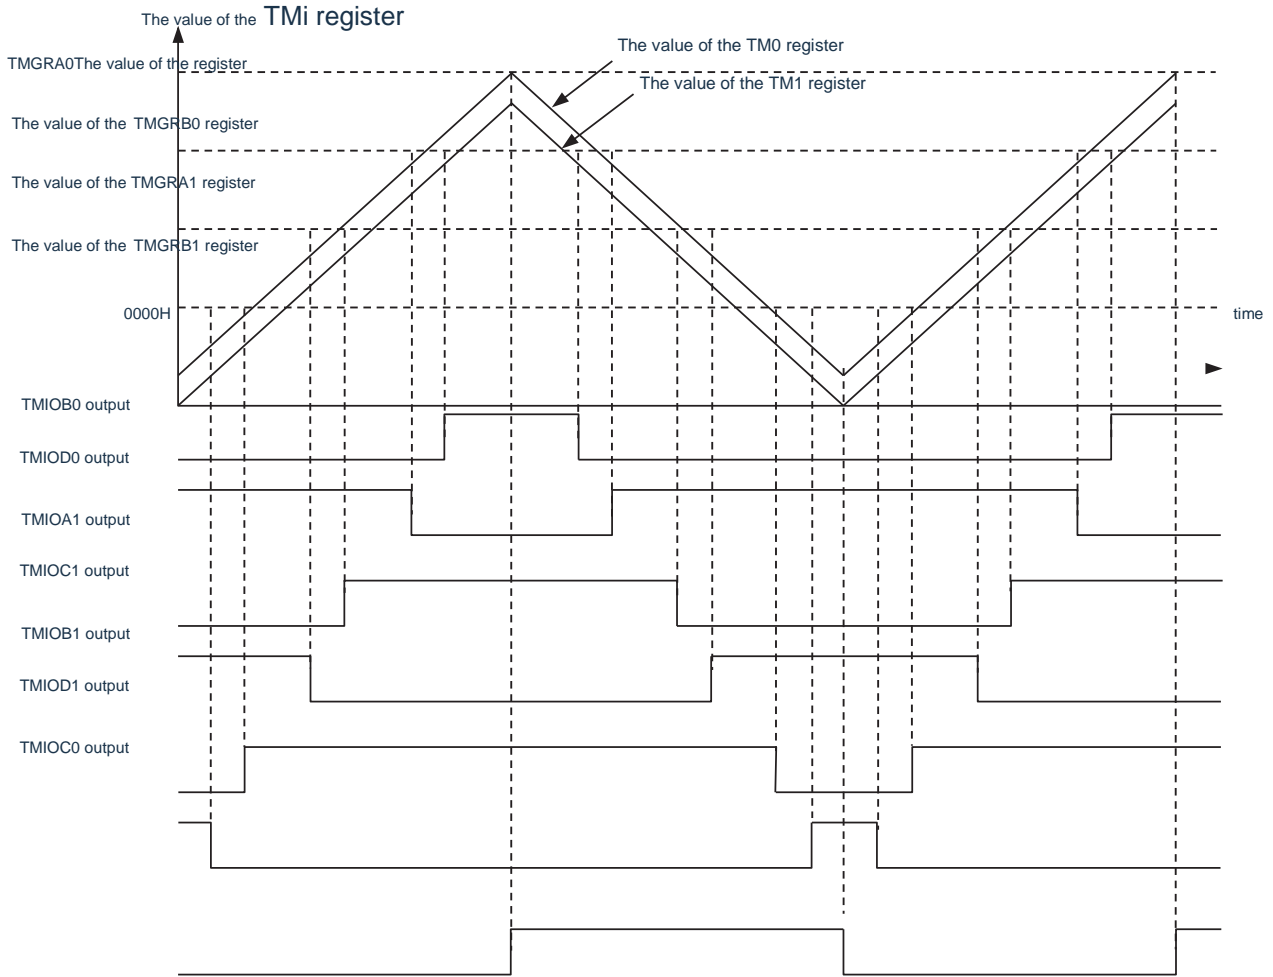 The value of the TMi register
The value of the TM0 register
TMGRA0The value of the register
The value of the TM1 register
The value of the TMGRB0 register
The value of the TMGRA1 register
The value of the TMGRB1 register
0000H
time
TMIOB0 output
TMIOD0 output
TMIOA1 output
TMIOC1 output
TMIOB1 output
TMIOD1 output
TMIOC0 output